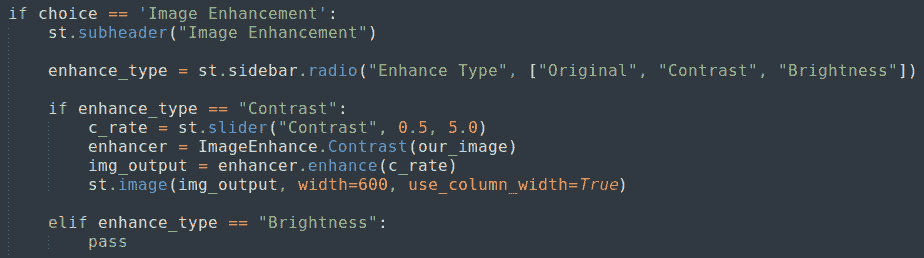 if choice == 'Image Enhancement':
    st.subheader("Image Enhancement")

    enhance_type = st.sidebar.radio("Enhance Type", ["Original", "Contrast", "Brightness"])

    if enhance_type == "Contrast":
        c_rate = st.slider("Contrast", 0.5, 5.0)
        enhancer = ImageEnhance.Contrast(our_image)
        img_output = enhancer.enhance(c_rate)
        st.image(img_output, width=600, use_column_width=True)

    elif enhance_type == "Brightness":
        pass